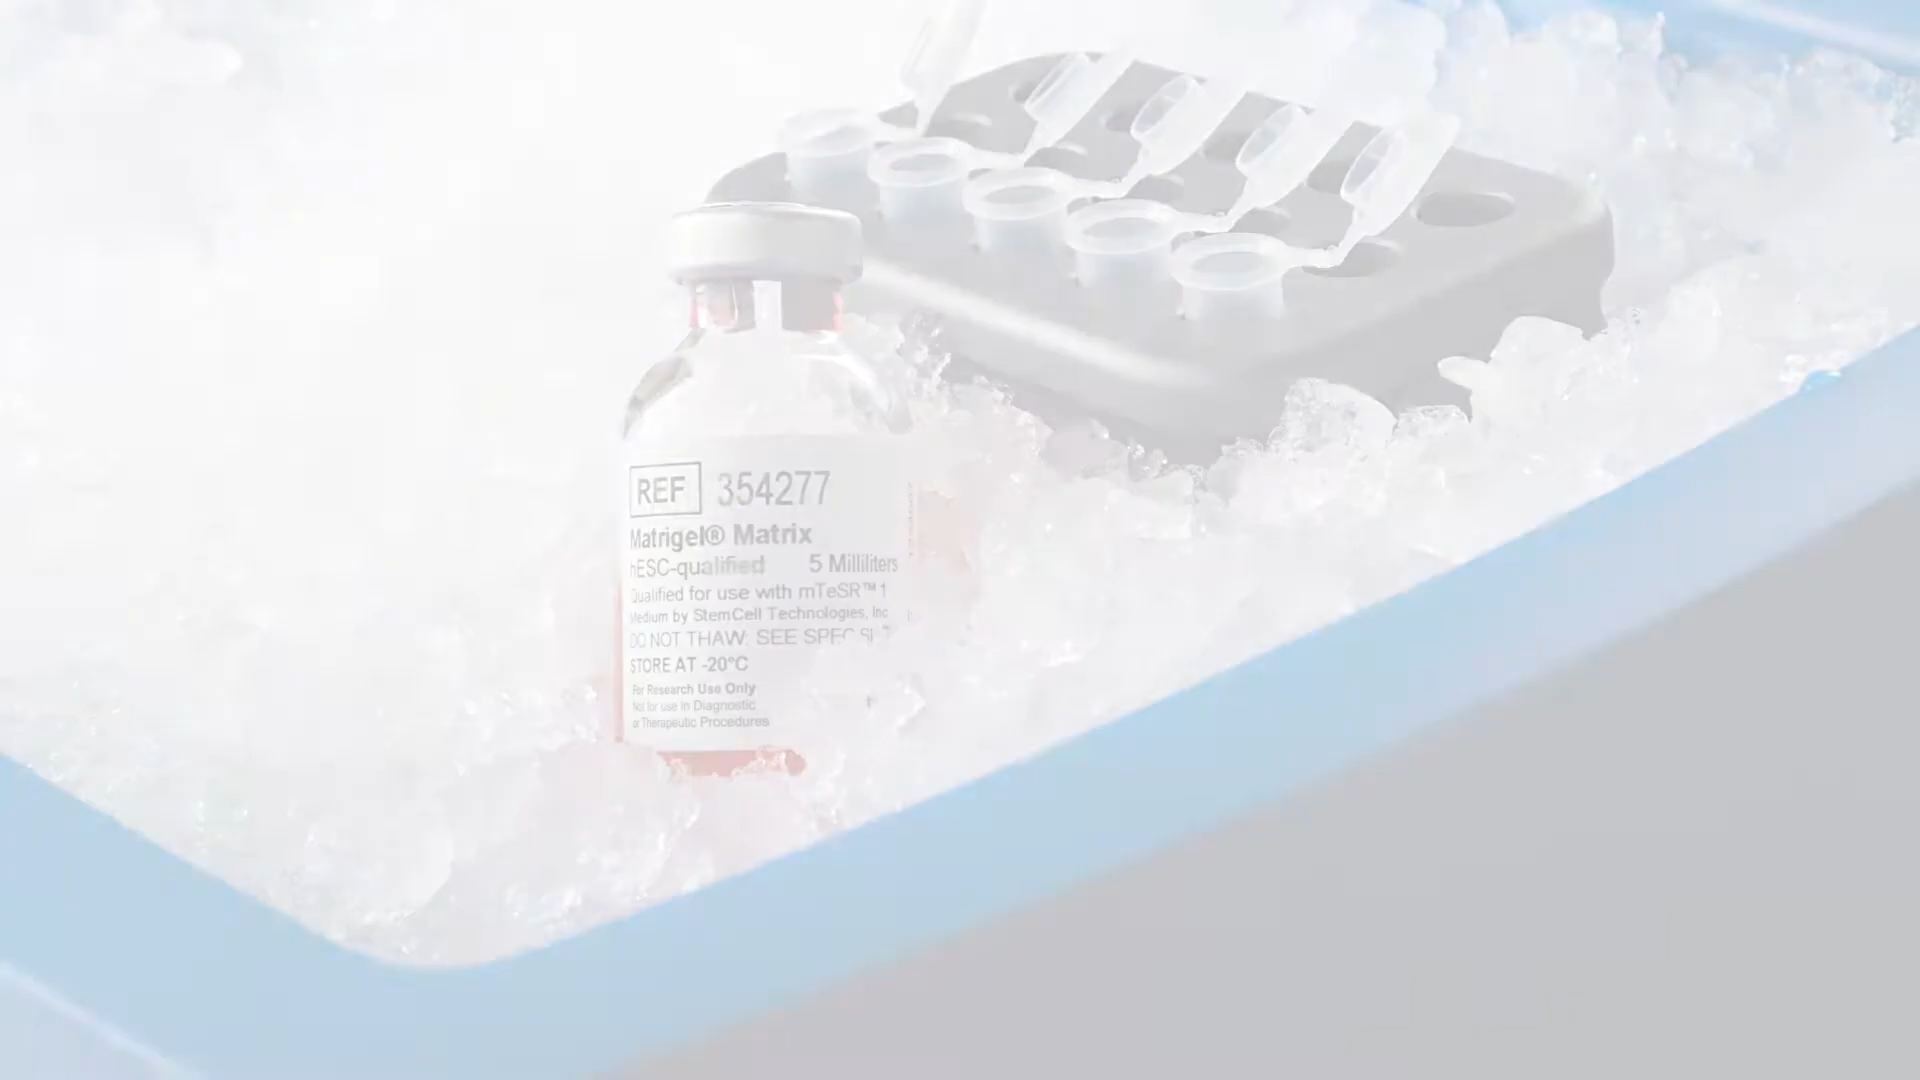 REF 354277
Matrigel® Matrix
hESC-qualified 5 Milliliters
Qualified for use with mTeSR™1
Medium by StemCell Technologies, Inc
DO NOT THAW: SEE SPEC
STORE AT -20°C
For Research Use Only
Not for use in Diagnostic
or Therapeutic Procedures